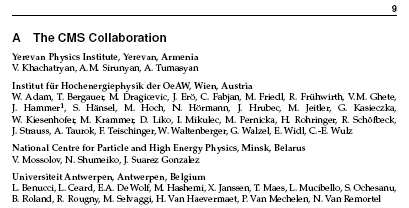 9
A The CMS Collaboration
Yerevan Physics Institute, Yerevan, Armenia
V. Khachatryan, A.M. Sirunyan, A. Tumasyan
Institut für Hochenergiephysik der OeAW, Wien, Austria
W. Adam, T. Bergauer, M. Dragicevic, J. Erö, C. Fabjan, M. Friedl, R. Frühwirth, V.M. Ghete,
J. Hammer¹, S. Hänsel, M. Hoch, N. Hörmann, J. Hrubec, M. Jeitler, G. Kasieczka,
W. Kiesenhofer, M. Krammer, D. Liko, I. Mikulec, M. Pernicka, H. Rohringer, R. Schöfbeck,
J. Strauss, A. Taurok, F. Teischinger, W. Waltenberger, G. Walzel, E. Widl, C.-E. Wulz
National Centre for Particle and High Energy Physics, Minsk, Belarus
V. Mossolov, N. Shumeiko, J. Suarez Gonzalez
Universiteit Antwerpen, Antwerpen, Belgium
L. Benucci, L. Ceard, E.A. De Wolf, M. Hashemi, X. Janssen, T. Maes, L. Mucibello, S. Ochesanu,
B. Roland, R. Rougny, M. Selvaggi, H. Van Haevermaet, P. Van Mechelen, N. Van Remortel